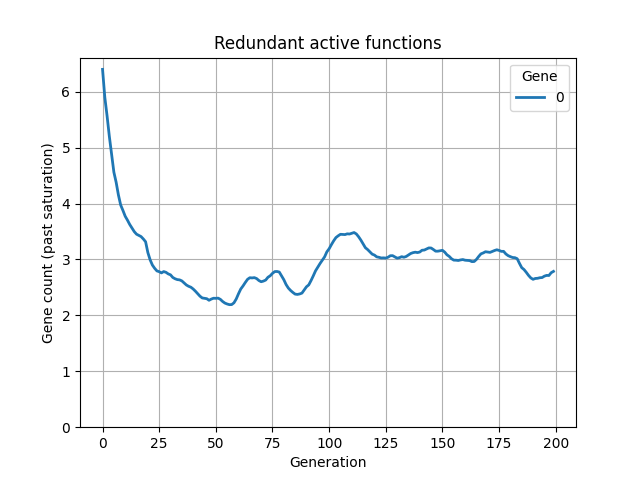 Redundant active functions
Gene
0
Gene count (past saturation)
6
5
4
3
2
1
0
0 25 50 75 100 125 150 175 200
Generation